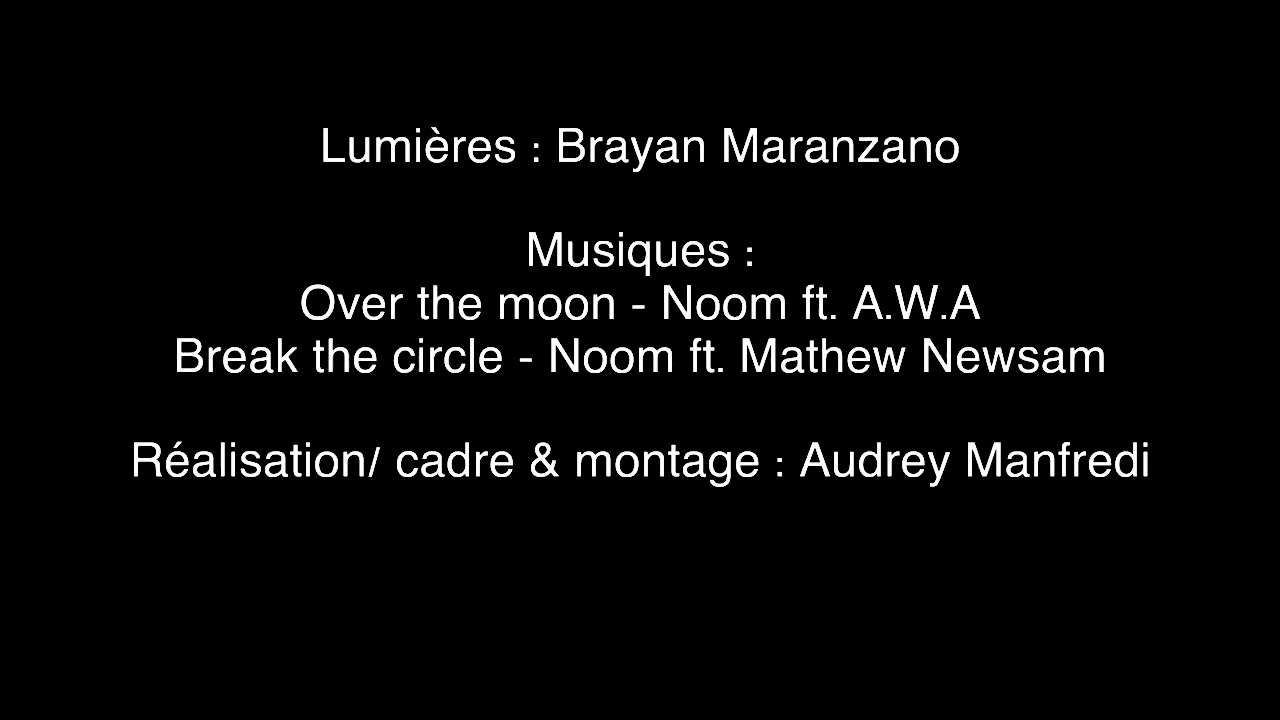 Lumières : Brayan Maranzano
Musiques :
Over the moon - Noom ft. A.W.A
Break the circle - Noom ft. Mathew Newsam
Réalisation/ cadre & montage : Audrey Manfredi